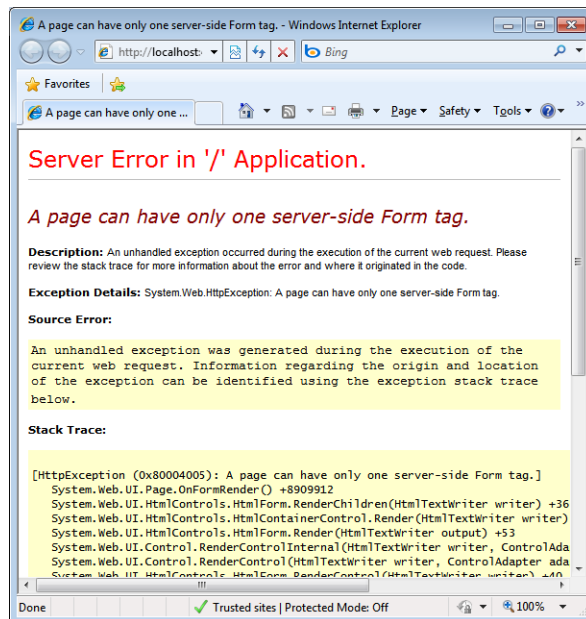 A page can have only one server-side Form tag. - Windows Internet Explorer
http://localhost:
Bing
Favorites
A page can have only one ...
Page
Safety
Tools
Server Error in '/' Application.
A page can have only one server-side Form tag.
Description: An unhandled exception occurred during the execution of the current web request. Please
review the stack trace for more information about the error and where it originated in the code.
Exception Details: System.Web.HttpException: A page can have only one server-side Form tag.
Source Error:
An unhandled exception was generated during the execution of the
current web request. Information regarding the origin and location
of the exception can be identified using the exception stack trace
below.
Stack Trace:
[HttpException (0x80004005): A page can have only one server-side Form tag.]
System.Web.UI.Page.OnFormRender() +8909912
System.Web.UI.HtmlControls.HtmlForm.RenderChildren(HtmlTextWriter writer) +36
System.Web.UI.HtmlControls.HtmlContainerControl.Render(HtmlTextWriter writer)
System.Web.UI.HtmlControls.HtmlForm.Render(HtmlTextWriter output) +53
System.Web.UI.Control.RenderControlInternal(HtmlTextWriter writer, ControlAda
System.Web.UI.Control.RenderControl(HtmlTextWriter writer, ControlAdapter ada
System.Web.UI.HtmlControls.HtmlForm.RenderControl(HtmlTextWriter writer) +40
Done
Trusted sites | Protected Mode: Off
100%